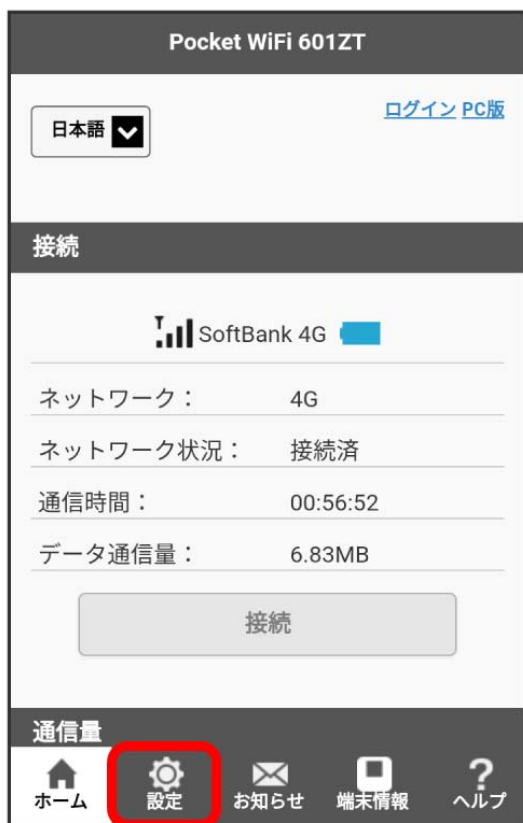 Pocket WiFi 601ZT
日本語
ログイン PC版
接続
SoftBank 4G
ネットワーク： 4G
ネットワーク状況： 接続済
通信時間： 00:56:52
データ通信量： 6.83MB
接続
通信量
ホーム 設定 お知らせ 端末情報 ヘルプ